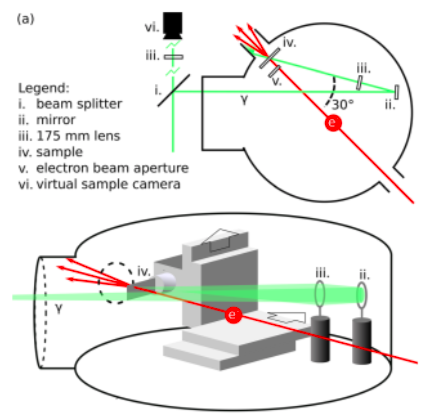 (a)
vi.
iii.
iv.
iii.
i.
v.
γ
30°
ii.
e
Legend:
i. beam splitter
ii. mirror
iii. 175 mm lens
iv. sample
v. electron beam aperture
vi. virtual sample camera
iv.
iii. ii.
γ
e